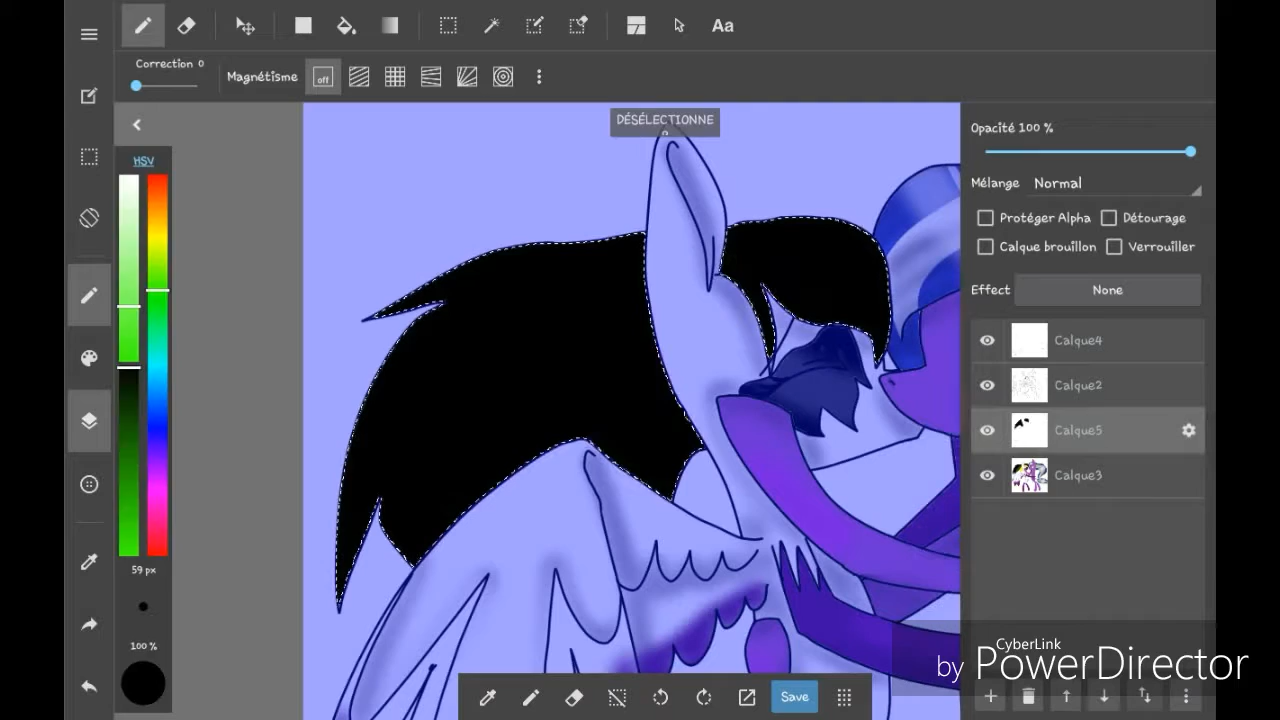 Aa
Correction 0
Magnétisme
off
DÉSÉLECTIONNE
HSV
Opacité 100 %
Mélange Normal
Protéger Alpha Détourage
Calque brouillon Verrouiller
Effect None
Calque4
Calque2
Calque5
Calque3
59 px
100 %
Save
CyberLink
by PowerDirector